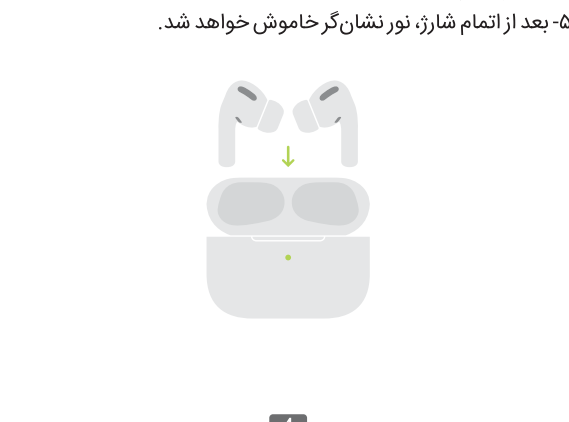 ۵- بعد از اتمام شارژ، نور نشان‌گر خاموش خواهد شد.